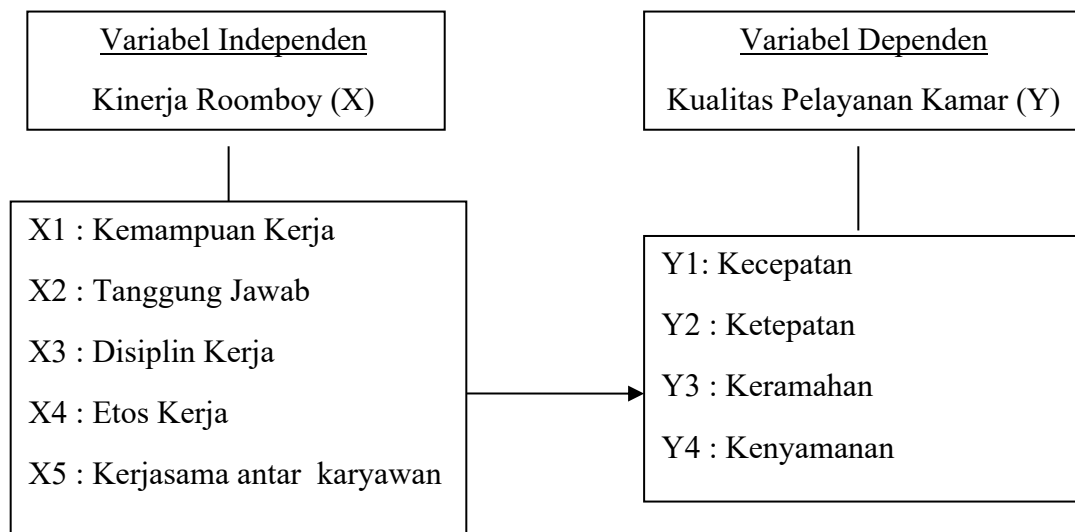 Variabel Independen
Kinerja Roomboy (X)
Variabel Dependen
Kualitas Pelayanan Kamar (Y)
X1 : Kemampuan Kerja
X2 : Tanggung Jawab
X3 : Disiplin Kerja
X4 : Etos Kerja
X5 : Kerjasama antar  karyawan
Y1: Kecepatan
Y2 : Ketepatan
Y3 : Keramahan
Y4 : Kenyamanan